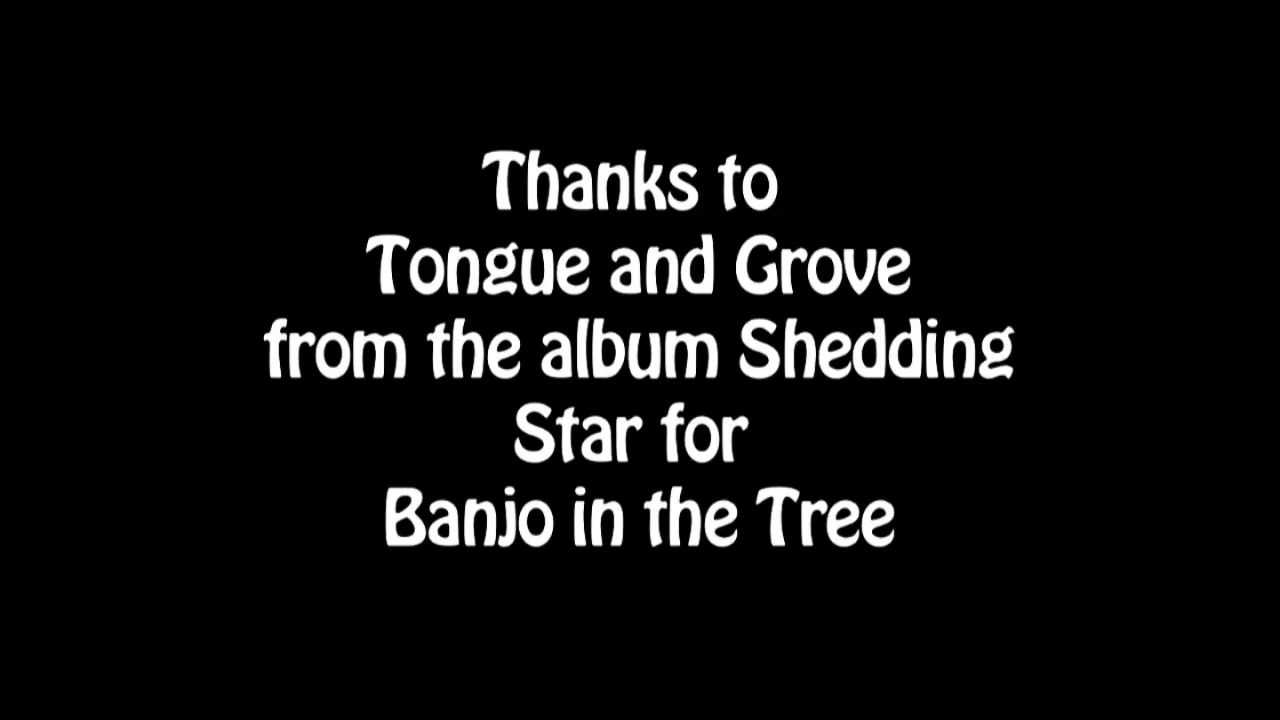 Thanks to
Tongue and Grove
from the album Shedding
Star for
Banjo in the Tree